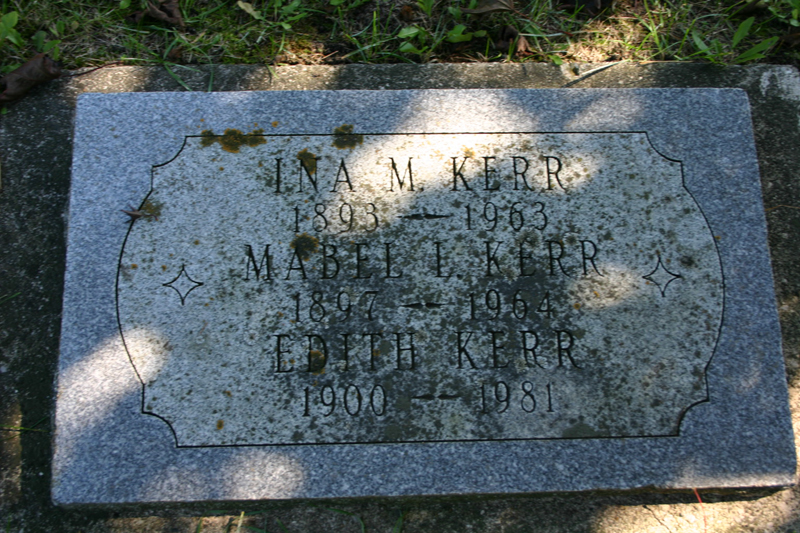 INA M. KERR
1893 — 1963
MABEL L. KERR
1897 — 1964
EDITH KERR
1900 — 1981